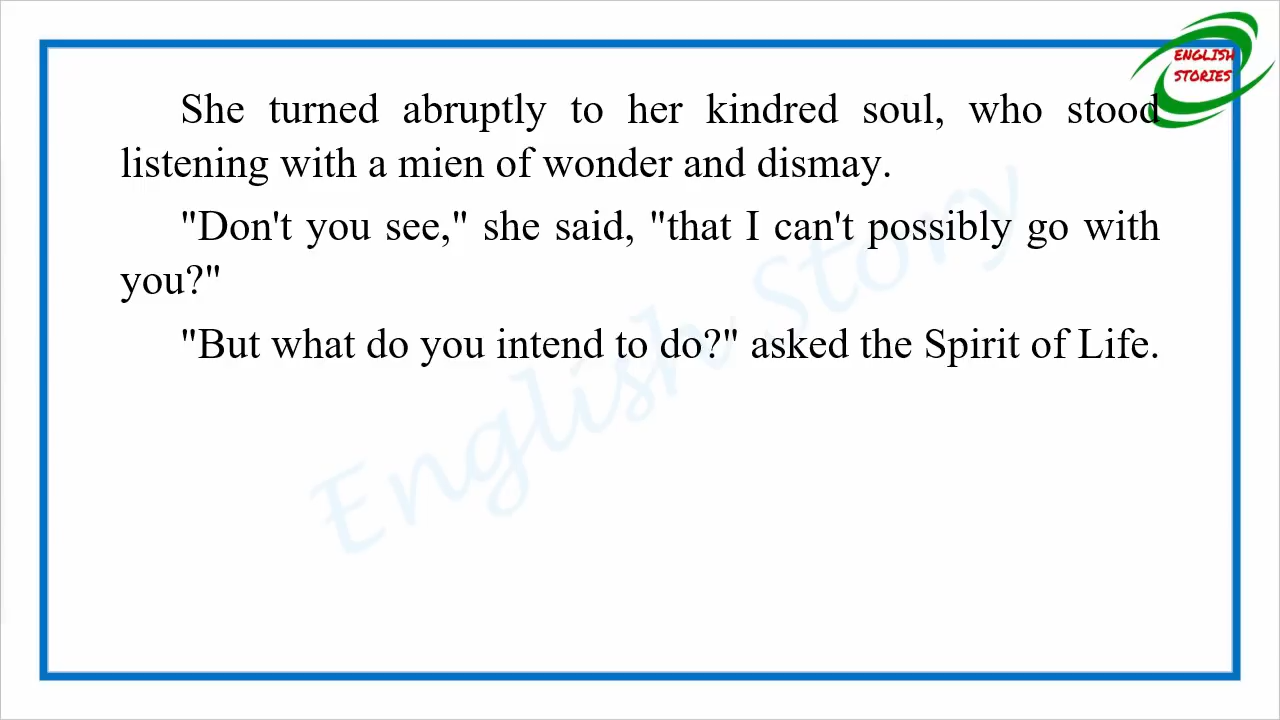 ENGLISH
STORIES
She turned abruptly to her kindred soul, who stood
listening with a mien of wonder and dismay.
"Don't you see," she said, "that I can't possibly go with
you?"
"But what do you intend to do?" asked the Spirit of Life.
English Story